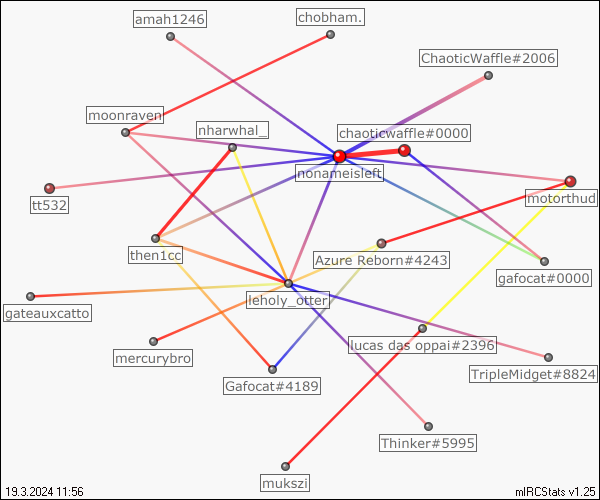 amah1246
chobham.
ChaoticWaffle#2006
moonraven
nharwhal_
chaoticwaffle#0000
nonameisleft
tt532
motorthud
then1cc
Azure Reborn#4243
gafocat#0000
leholy_otter
gateauxcatto
lucas das oppai#2396
mercurybro
Gafocat#4189
TripleMidget#8824
Thinker#5995
mukszi
19.3.2024 11:56
mIRCStats v1.25